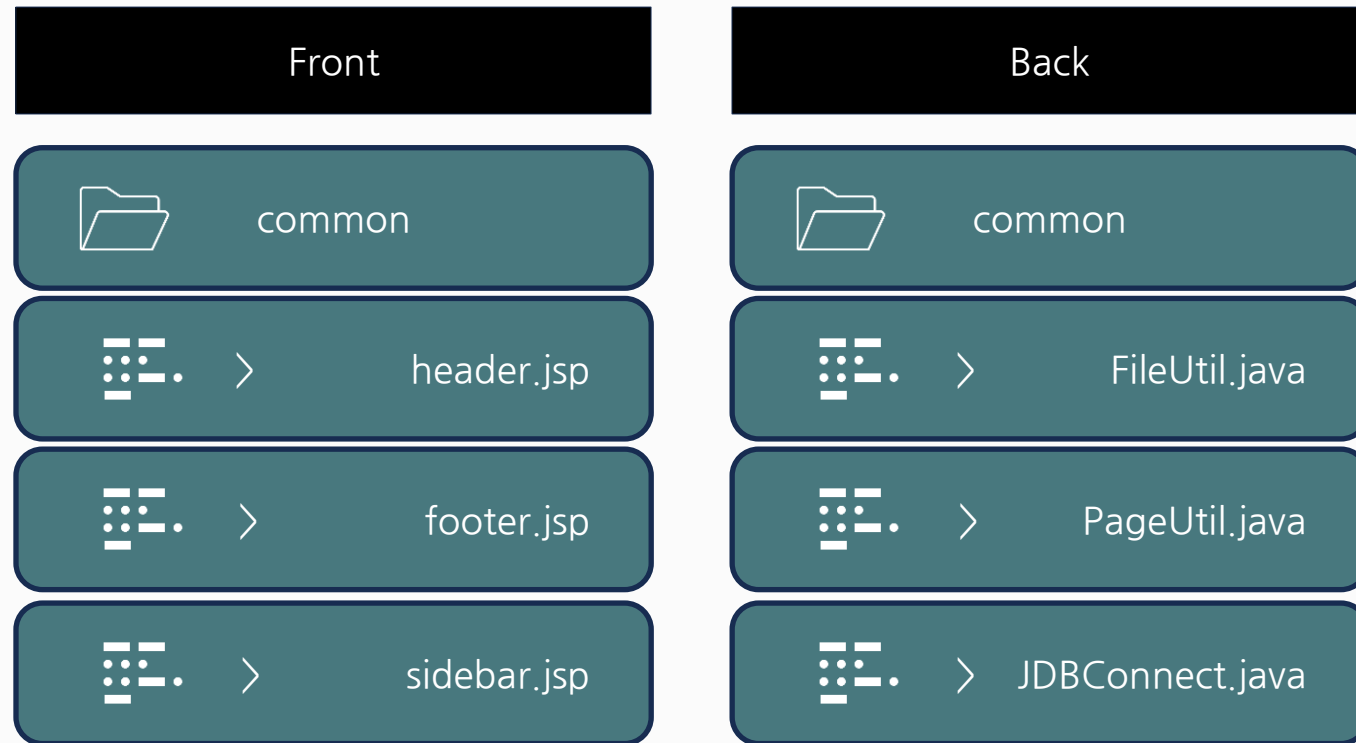 Front
common
header.jsp
footer.jsp
sidebar.jsp
Back
common
FileUtil.java
PageUtil.java
JDBConnect.java